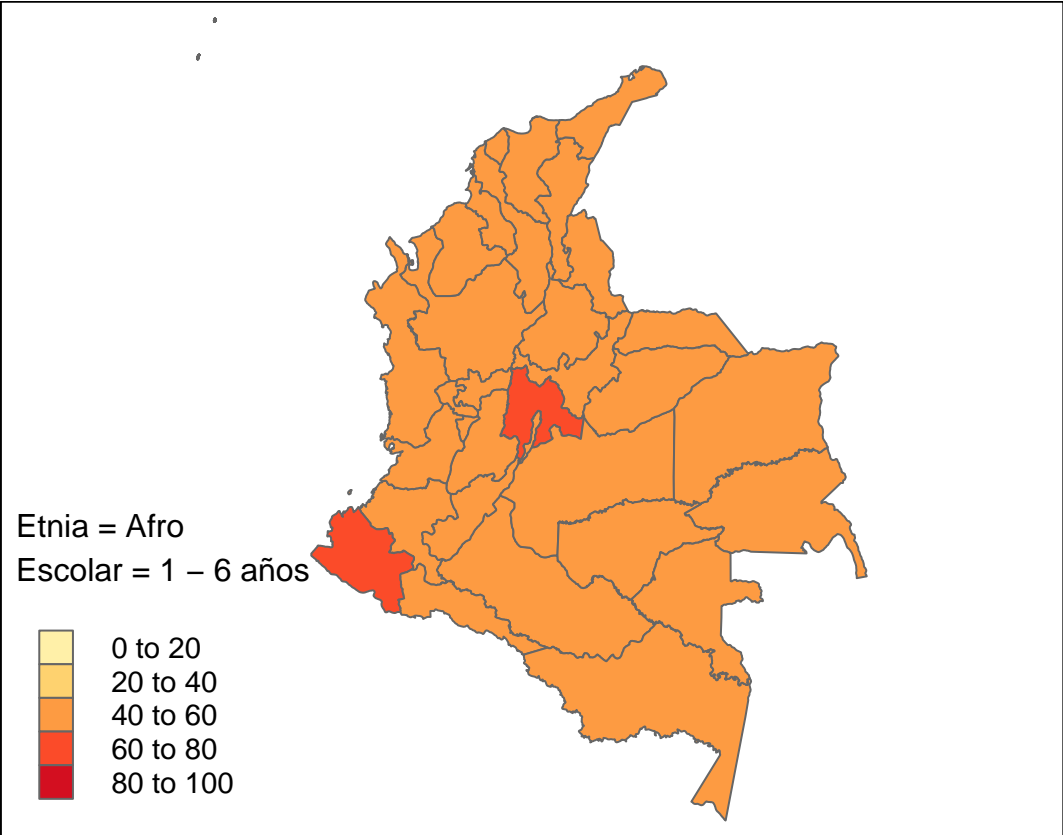 Etnia = Afro
Escolar = 1 – 6 años
0 to 20
20 to 40
40 to 60
60 to 80
80 to 100